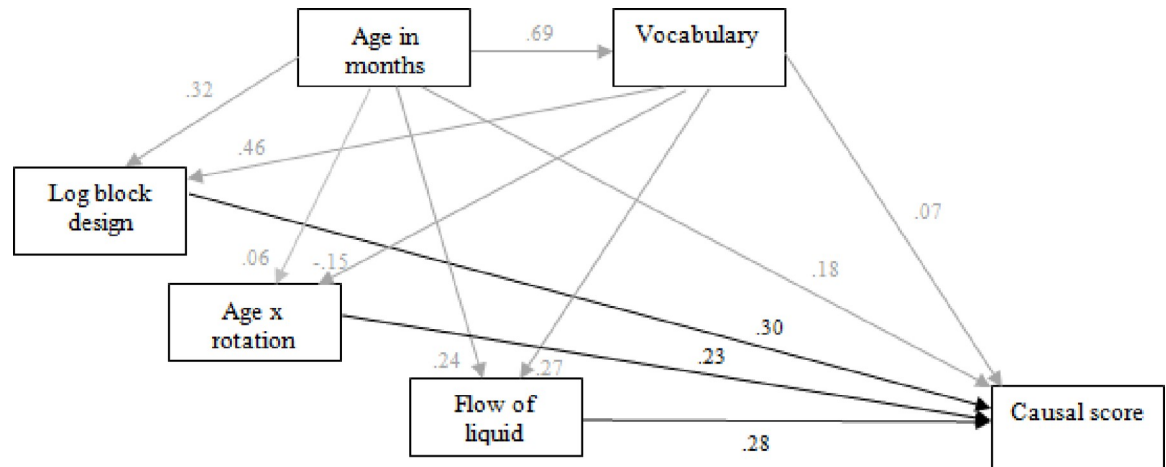 Age in
months
.69
Vocabulary
.32
.46
Log block
design
.07
.06
-.15
.18
Age x
rotation
.30
.23
.24
.27
Flow of
liquid
Causal score
.28